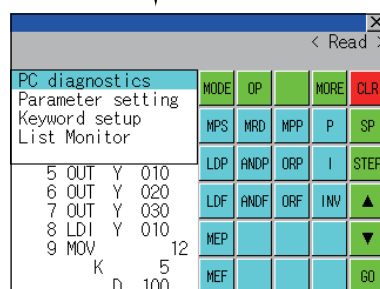 < Read >
PC diagnostics
Parameter setting
Keyword setup
List Monitor
5 OUT Y 010
6 OUT Y 020
7 OUT Y 030
8 LDI Y 010
9 MOV 12
K 5
D 100
MODE OP MORE CLR
MPS MRD MPP P SP
LDP ANDP ORP I STEP
LDF ANDF ORF INV ▲
MEP ▼
MEF GO